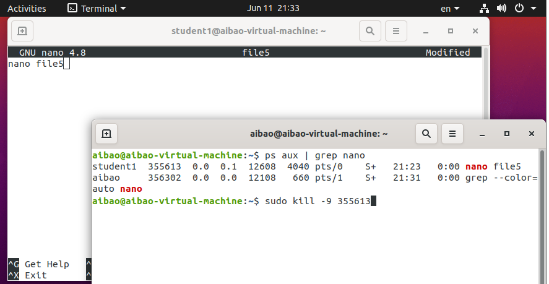 Activities Terminal Jun 11 21:33 en
student1@aibao-virtual-machine: ~
GNU nano 4.8 file5 Modified
nano file5
^G Get Help
^X Exit
aibao@aibao-virtual-machine: ~
aibao@aibao-virtual-machine:~$ ps aux | grep nano
student1 355613 0.0 0.1 12608 4040 pts/0 S+ 21:23 0:00 nano file5
aibao 356302 0.0 0.0 12108 660 pts/1 S+ 21:31 0:00 grep --color=
auto nano
aibao@aibao-virtual-machine:~$ sudo kill -9 355613